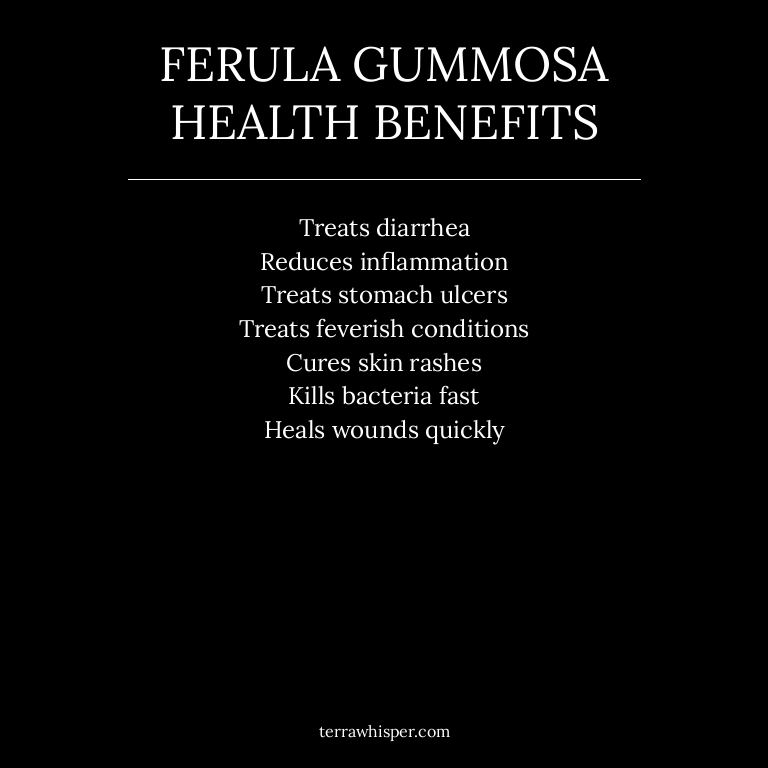 FERULA GUMMOSA
HEALTH BENEFITS
Treats diarrhea
Reduces inflammation
Treats stomach ulcers
Treats feverish conditions
Cures skin rashes
Kills bacteria fast
Heals wounds quickly
terrawhisper.com